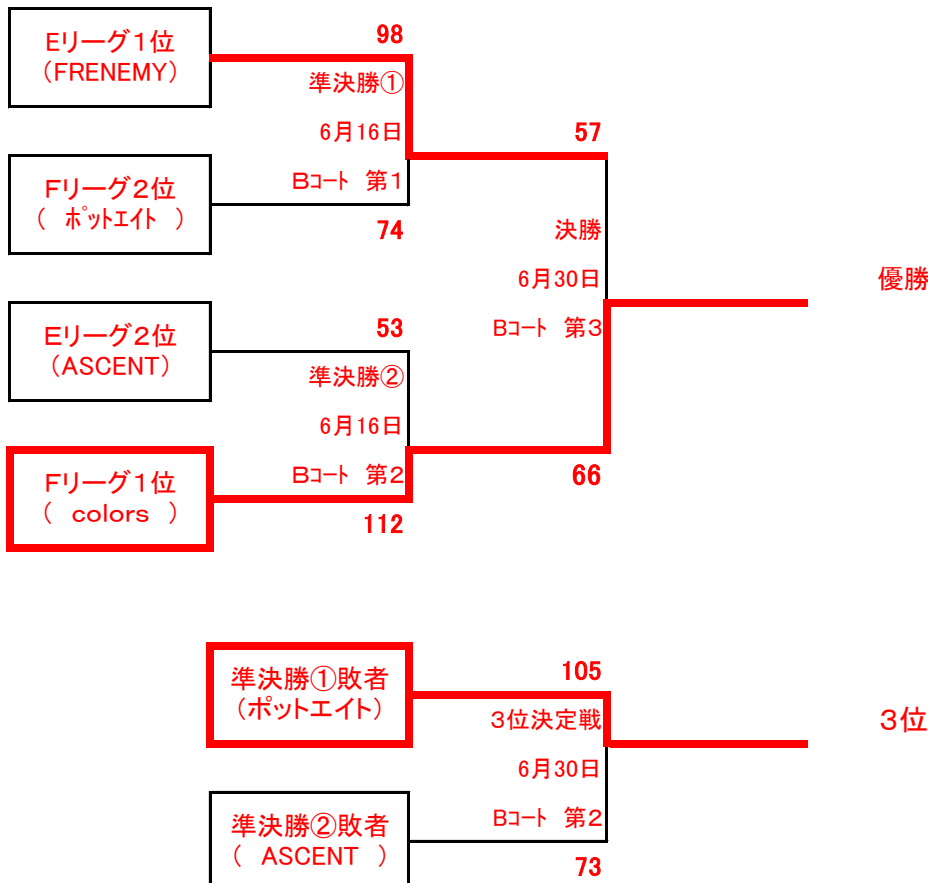 Eリーグ1位
(FRENEMY)
98
準決勝①
6月16日
Bコート 第1
Fリーグ2位
( ポットエイト )
74
57
決勝
6月30日
Bコート 第3
優勝
Eリーグ2位
(ASCENT)
53
準決勝②
6月16日
Bコート 第2
Fリーグ1位
( colors )
112
66
準決勝①敗者
(ポットエイト)
105
3位決定戦
6月30日
Bコート 第2
3位
準決勝②敗者
( ASCENT )
73